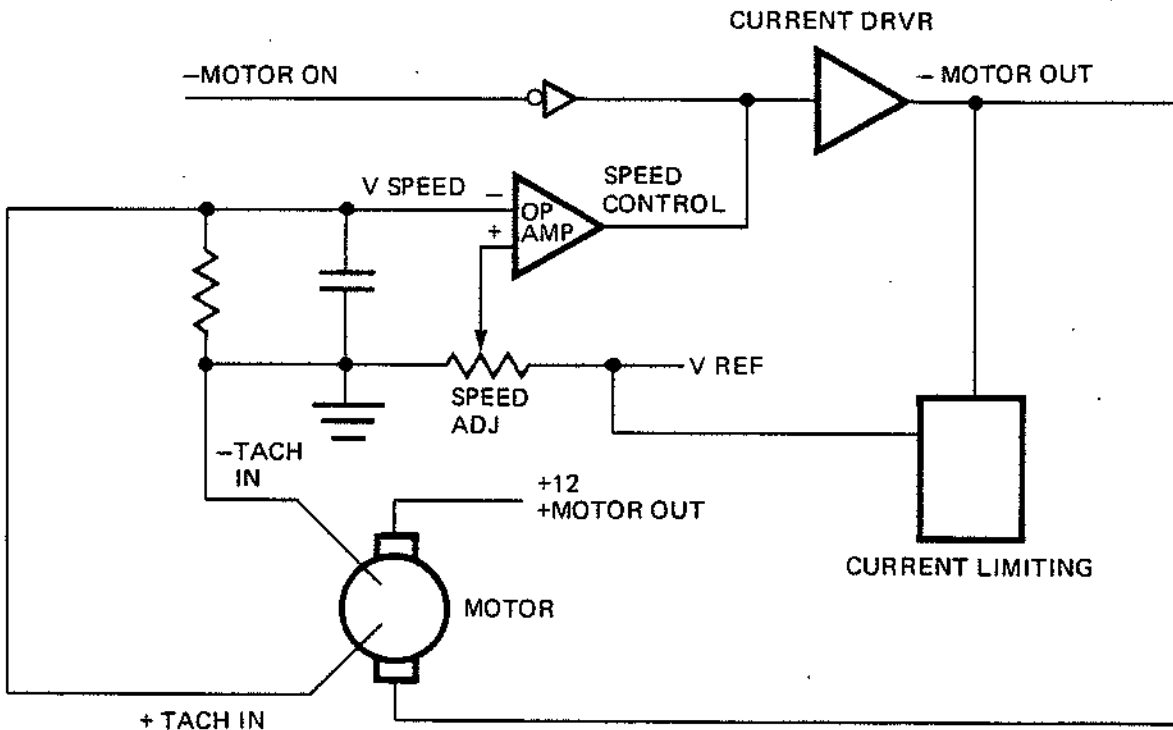 CURRENT DRVR
–MOTOR ON
– MOTOR OUT
V SPEED
–
OP
AMP
+
SPEED
CONTROL
V REF
SPEED
ADJ
–TACH
IN
+12
+MOTOR OUT
CURRENT LIMITING
MOTOR
+ TACH IN